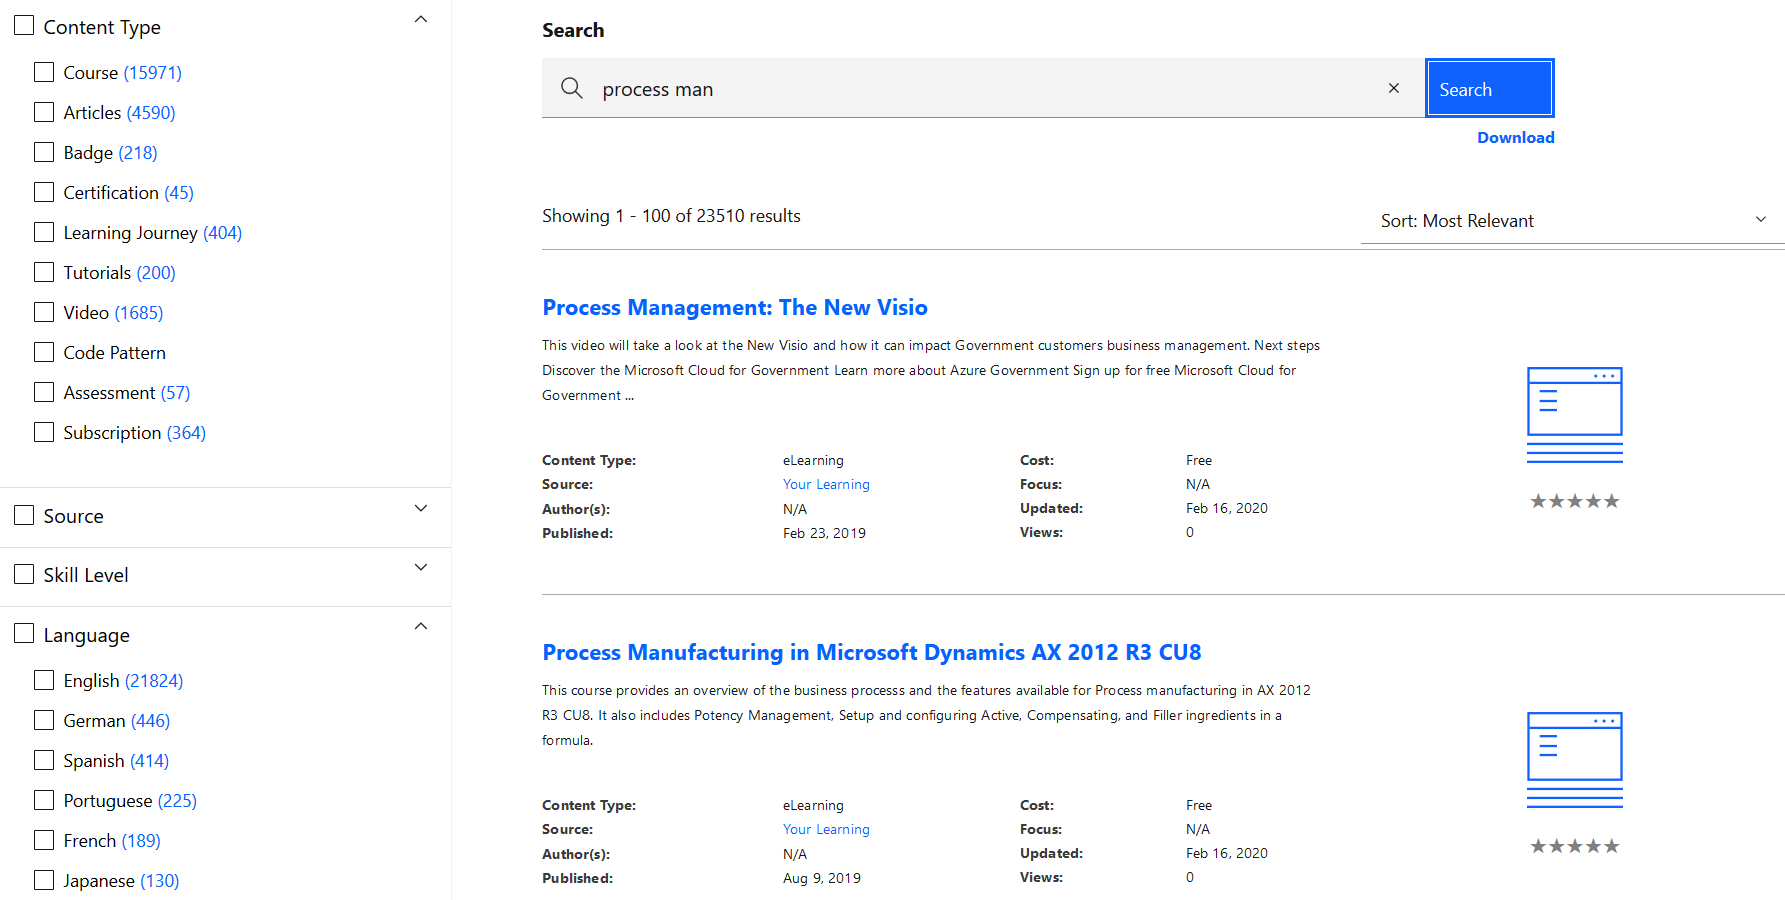 Content Type
Course (15971)
Articles (4590)
Badge (218)
Certification (45)
Learning Journey (404)
Tutorials (200)
Video (1685)
Code Pattern
Assessment (57)
Subscription (364)
Source
Skill Level
Language
English (21824)
German (446)
Spanish (414)
Portuguese (225)
French (189)
Japanese (130)
Search
process man
Search
Download
Showing 1 - 100 of 23510 results
Sort: Most Relevant
Process Management: The New Visio
This video will take a look at the New Visio and how it can impact Government customers business management. Next steps
Discover the Microsoft Cloud for Government Learn more about Azure Government Sign up for free Microsoft Cloud for
Government ...
Content Type: eLearning Cost: Free
Source: Your Learning Focus: N/A
Author(s): N/A Updated: Feb 16, 2020
Published: Feb 23, 2019 Views: 0
Process Manufacturing in Microsoft Dynamics AX 2012 R3 CU8
This course provides an overview of the business processs and the features available for Process manufacturing in AX 2012
R3 CU8. It also includes Potency Management, Setup and configuring Active, Compensating, and Filler ingredients in a
formula.
Content Type: eLearning Cost: Free
Source: Your Learning Focus: N/A
Author(s): N/A Updated: Feb 16, 2020
Published: Aug 9, 2019 Views: 0